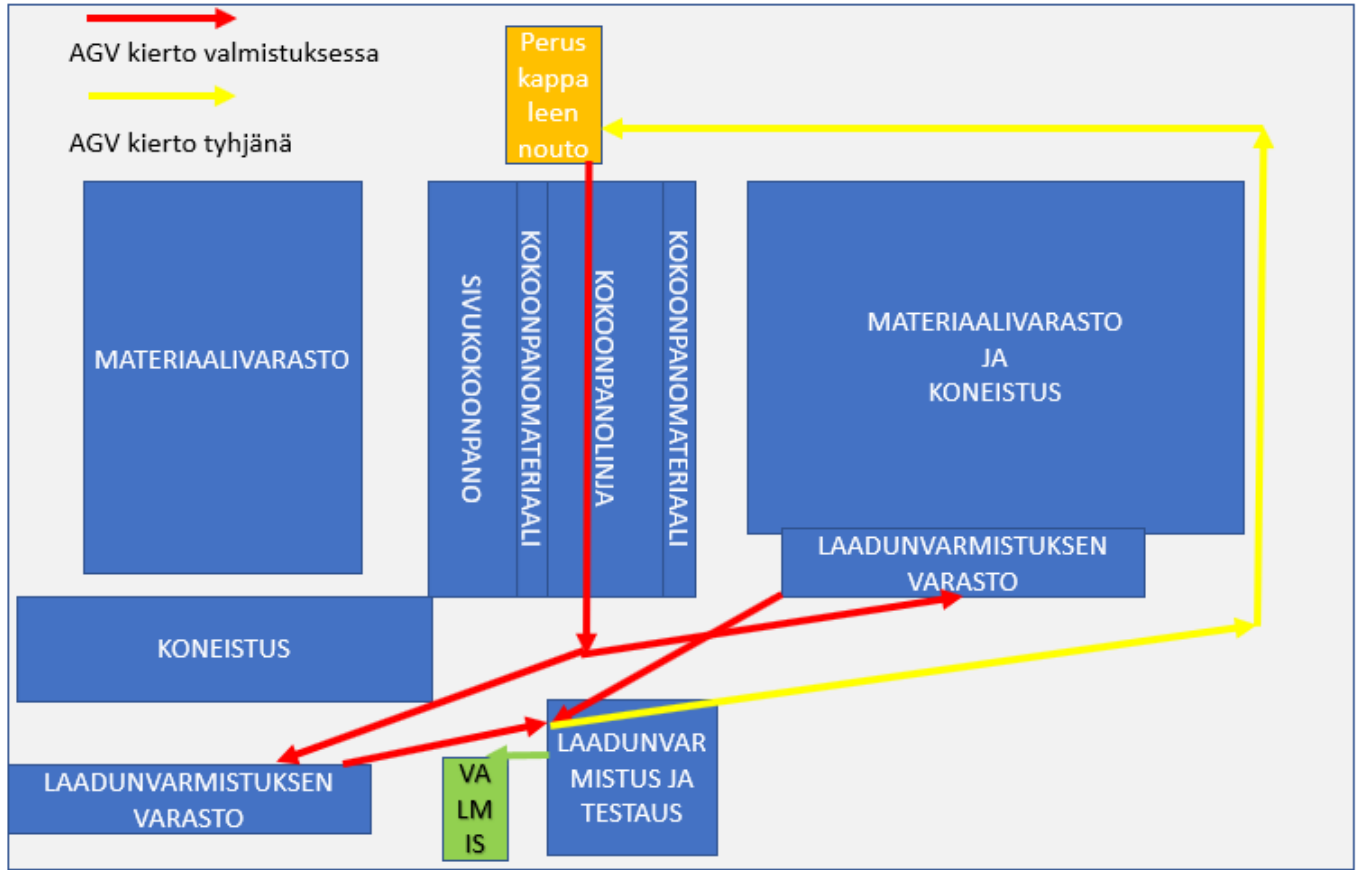 AGV kierto valmistuksessa
AGV kierto tyhjänä
Perus
kappa
leen
nouto
MATERIAALIVARASTO
SIVUKOKOONPANO
KOKOONPANOMATERIAALI
KOKOONPANOLINJA
KOKOONPANOMATERIAALI
MATERIAALIVARASTO
JA
KONEISTUS
LAADUNVARMISTUKSEN
VARASTO
KONEISTUS
LAADUNVARMISTUKSEN
VARASTO
VA
LM
IS
LAADUNVAR
MISTUS JA
TESTAUS